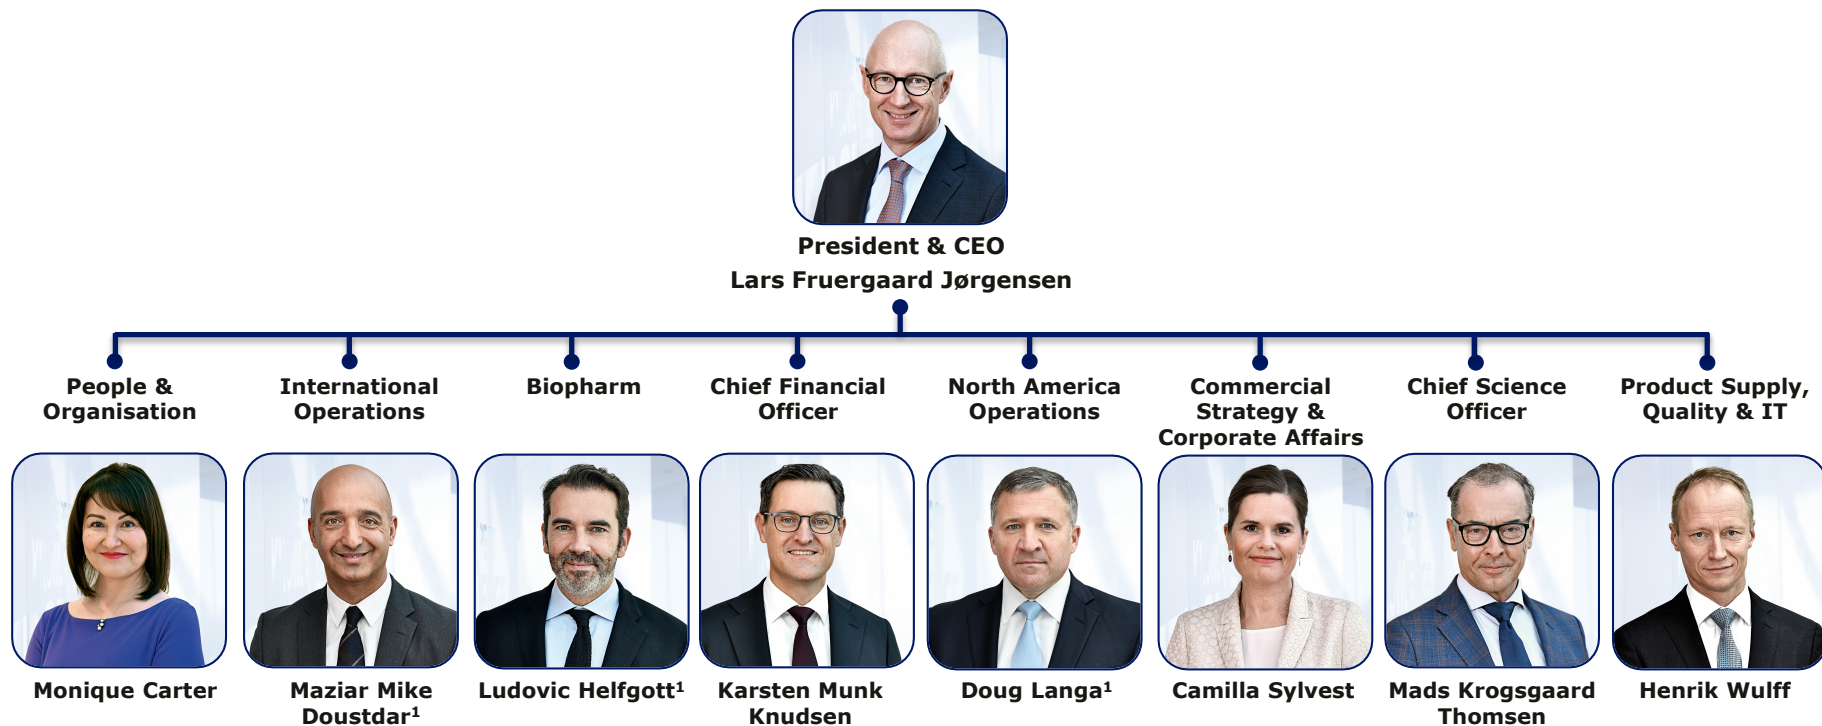 President & CEO
Lars Fruergaard Jørgensen
People &
Organisation
International
Operations
Biopharm
Chief Financial
Officer
North America
Operations
Commercial
Strategy &
Corporate Affairs
Chief Science
Officer
Product Supply,
Quality & IT
Monique Carter
Maziar Mike
Doustdar¹
Ludovic Helfgott¹
Karsten Munk
Knudsen
Doug Langa¹
Camilla Sylvest
Mads Krogsgaard
Thomsen
Henrik Wulff